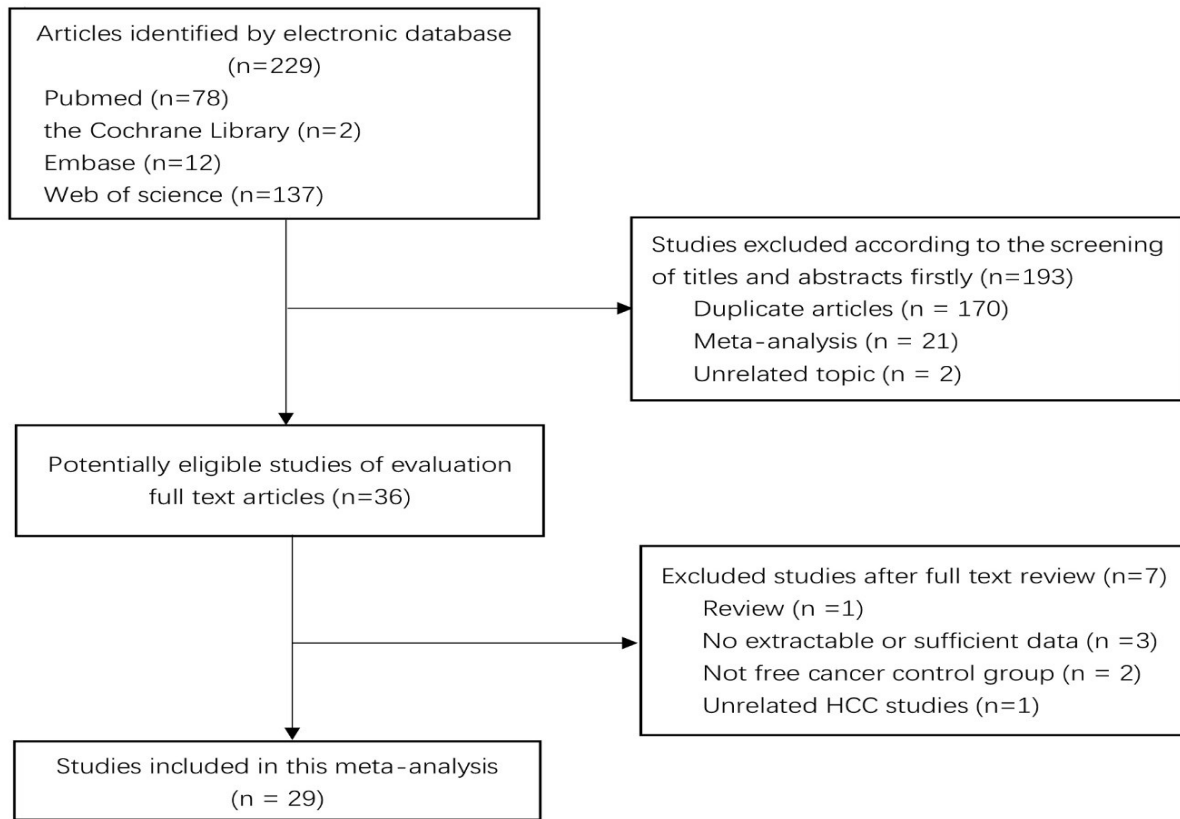 Articles identified by electronic database
(n=229)
Pubmed (n=78)
the Cochrane Library (n=2)
Embase (n=12)
Web of science (n=137)
Studies excluded according to the screening
of titles and abstracts firstly (n=193)
Duplicate articles (n = 170)
Meta-analysis (n = 21)
Unrelated topic (n = 2)
Potentially eligible studies of evaluation
full text articles (n=36)
Excluded studies after full text review (n=7)
Review (n =1)
No extractable or sufficient data (n =3)
Not free cancer control group (n = 2)
Unrelated HCC studies (n=1)
Studies included in this meta-analysis
(n = 29)